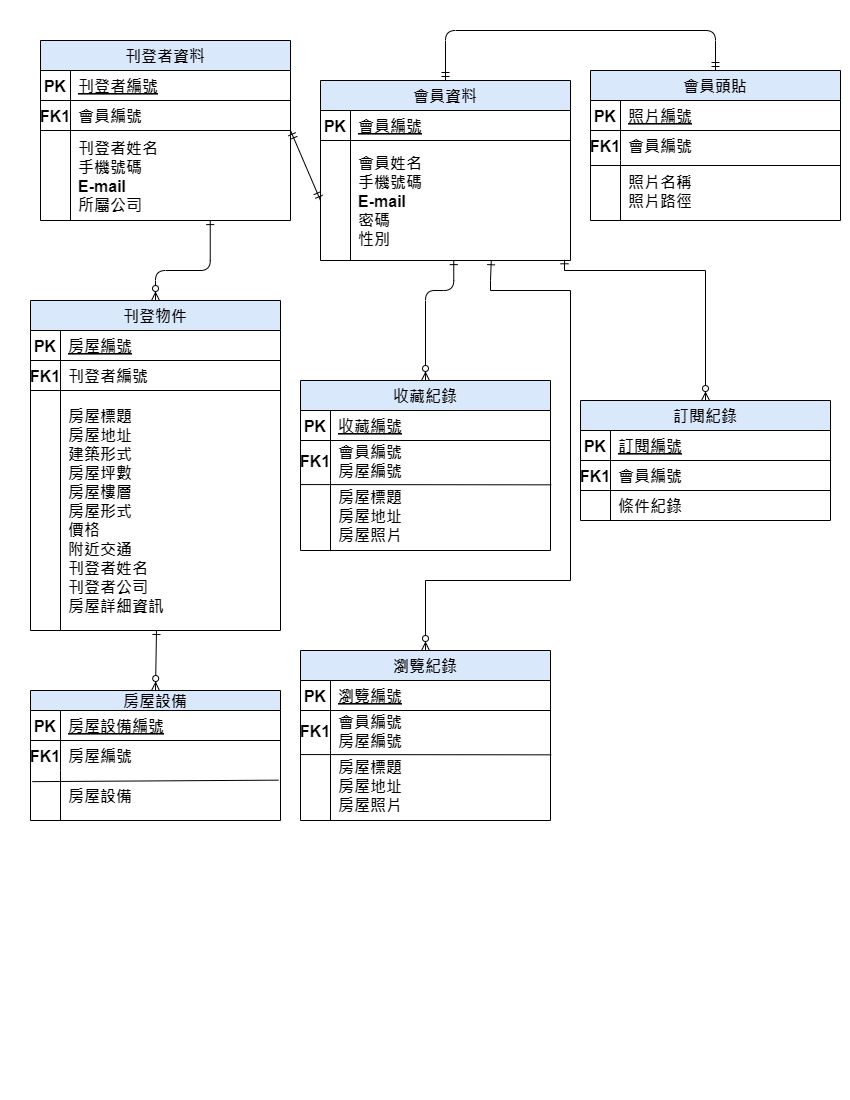 刊登者資料
PK 刊登者編號
FK1 會員編號
刊登者姓名
手機號碼
E-mail
所屬公司
會員資料
PK 會員編號
會員姓名
手機號碼
E-mail
密碼
性別
會員頭貼
PK 照片編號
FK1 會員編號
照片名稱
照片路徑
刊登物件
PK 房屋編號
FK1 刊登者編號
房屋標題
房屋地址
建築形式
房屋坪數
房屋樓層
房屋形式
價格
附近交通
刊登者姓名
刊登者公司
房屋詳細資訊
收藏紀錄
PK 收藏編號
FK1 會員編號
房屋編號
房屋標題
房屋地址
房屋照片
訂閱紀錄
PK 訂閱編號
FK1 會員編號
條件紀錄
房屋設備
PK 房屋設備編號
FK1 房屋編號
房屋設備
瀏覽紀錄
PK 瀏覽編號
FK1 會員編號
房屋編號
房屋標題
房屋地址
房屋照片